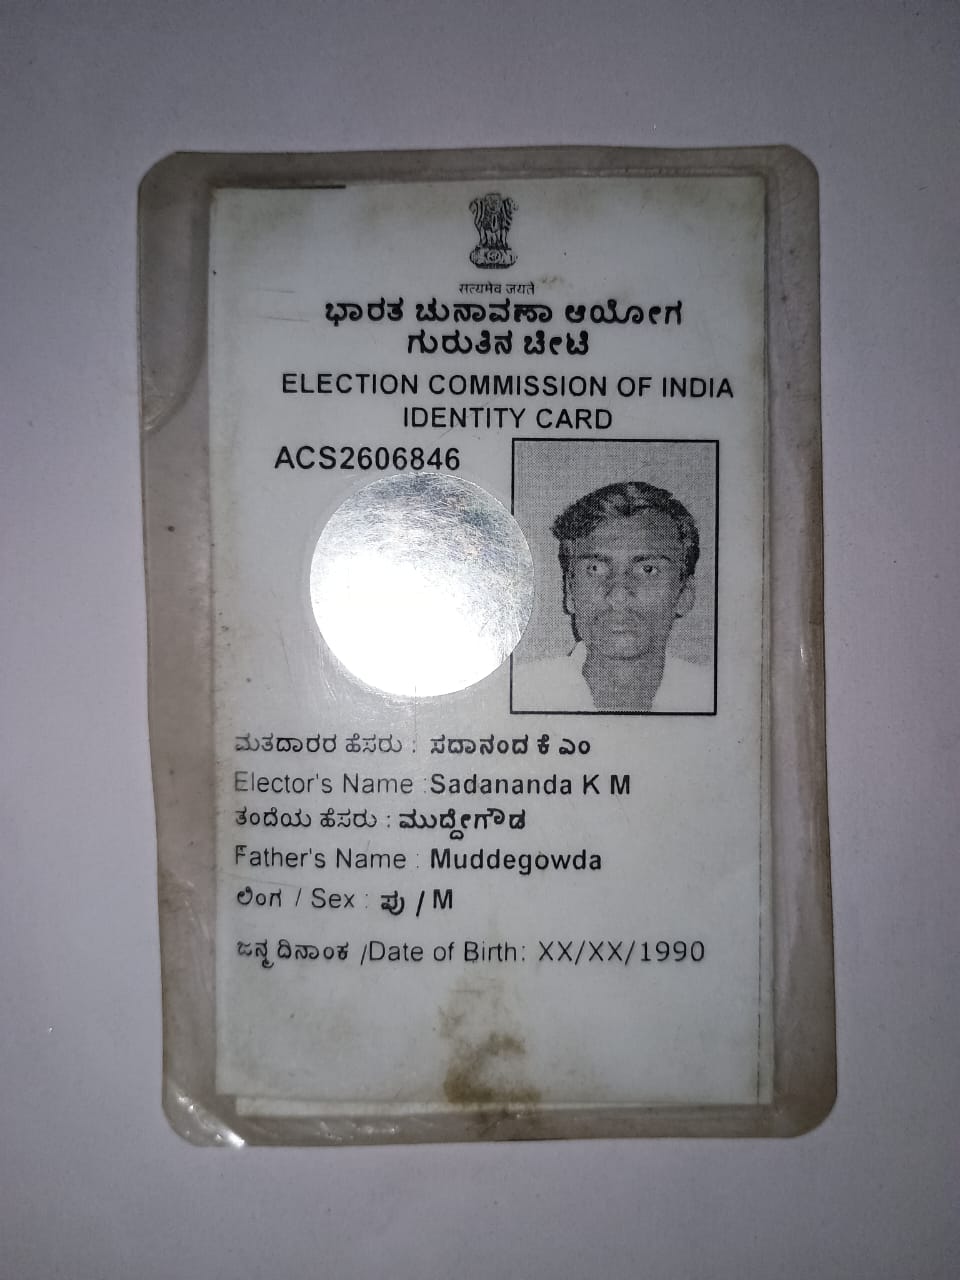 सत्यमेव जयते
ಭಾರತ ಚುನಾವಣಾ ಆಯೋಗ
ಗುರುತಿನ ಚೀಟಿ
ELECTION COMMISSION OF INDIA
IDENTITY CARD
ACS2606846
ಮತದಾರರ ಹೆಸರು : ಸದಾನಂದ ಕೆ ಎಂ
Elector's Name :Sadananda K M
ತಂದೆಯ ಹೆಸರು : ಮುದ್ದೇಗೌಡ
Father's Name : Muddegowda
ಲಿಂಗ / Sex : ಪು / M
ಜನ್ಮ ದಿನಾಂಕ /Date of Birth: XX/XX/1990